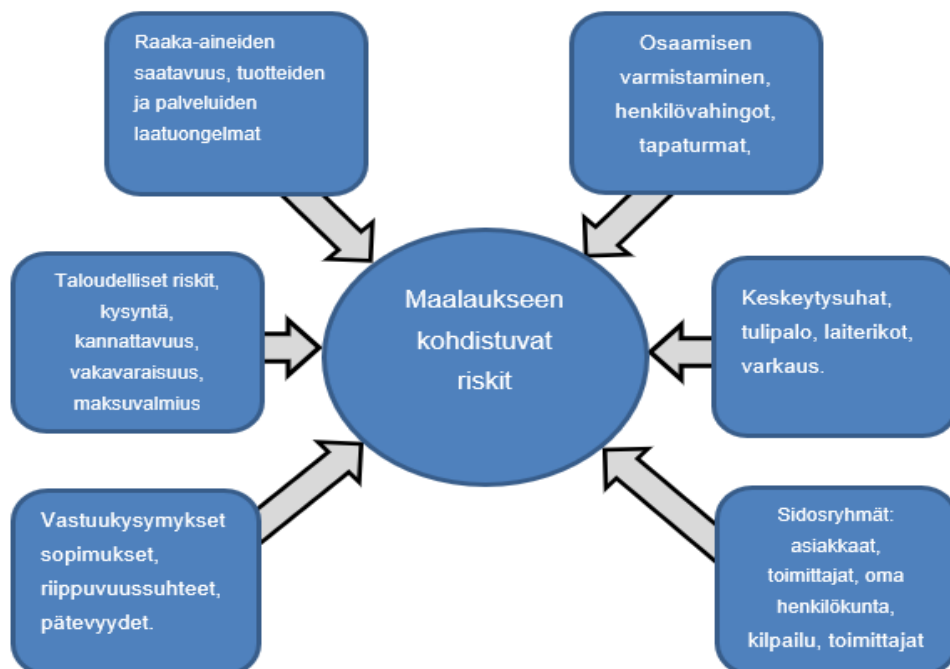 Raaka-aineiden
saatavuus, tuotteiden
ja palveluiden
laatuongelmat
Osaamisen
varmistaminen,
henkilövahingot,
tapaturmat,
Taloudelliset riskit,
kysyntä,
kannattavuus,
vakavaraisuus,
maksuvalmius
Maalaukseen
kohdistuvat
riskit
Keskeytysuhat,
tulipalo, laiterikot,
varkaus.
Vastuukysymykset
sopimukset,
riippuvuussuhteet,
pätevyydet.
Sidosryhmät:
asiakkaat,
toimittajat, oma
henkilökunta,
kilpailu, toimittajat